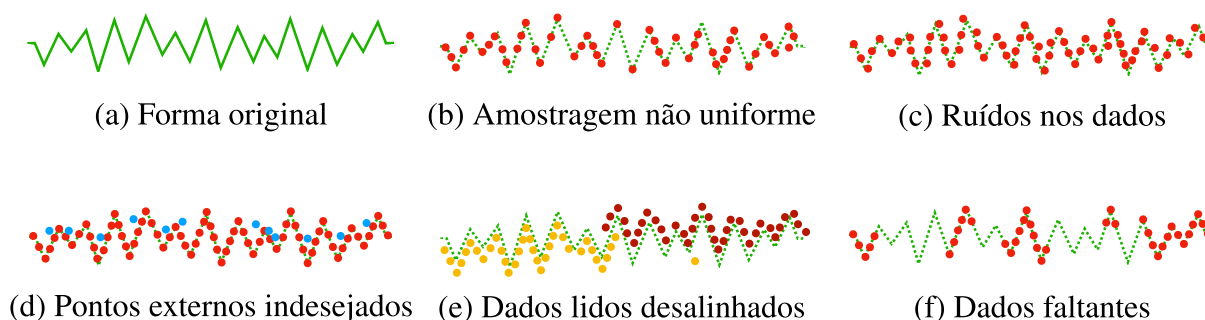 (a) Forma original
(b) Amostragem não uniforme
(c) Ruídos nos dados
(d) Pontos externos indesejados
(e) Dados lidos desalinhados
(f) Dados faltantes